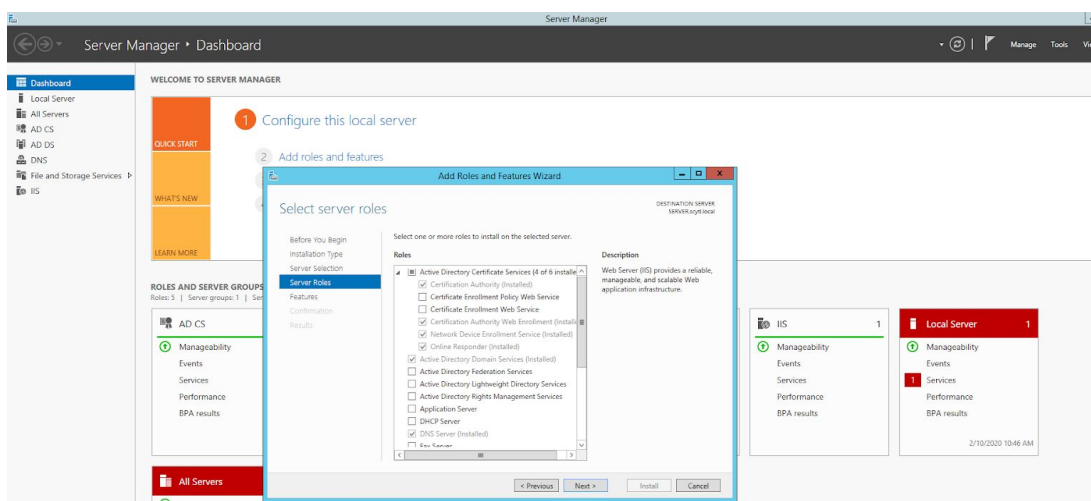 Server Manager
Server Manager • Dashboard
Manage Tools
Dashboard
Local Server
All Servers
AD CS
AD DS
DNS
File and Storage Services
IIS
WELCOME TO SERVER MANAGER
QUICK START
WHAT'S NEW
LEARN MORE
1 Configure this local server
2 Add roles and features
ROLES AND SERVER GROUPS
Roles: 5 | Server groups: 1 |
AD CS
Manageability
Events
Services
Performance
BPA results
All Servers
Add Roles and Features Wizard
Select server roles
DESTINATION SERVER
SERVER.scytl.local
Before You Begin
Installation Type
Server Selection
Server Roles
Features
Confirmation
Results
Select one or more roles to install on the selected server.
Roles
Active Directory Certificate Services (4 of 6 installe
Certification Authority (Installed)
Certificate Enrollment Policy Web Service
Certificate Enrollment Web Service
Certification Authority Web Enrollment (Installe
Network Device Enrollment Service (Installed)
Online Responder (Installed)
Active Directory Domain Services (Installed)
Active Directory Federation Services
Active Directory Lightweight Directory Services
Active Directory Rights Management Services
Application Server
DHCP Server
DNS Server (Installed)
Fax Server
Description
Web Server (IIS) provides a reliable,
manageable, and scalable Web
application infrastructure.
< Previous Next > Install Cancel
IIS 1
Manageability
Events
Services
Performance
BPA results
Local Server 1
Manageability
Events
1 Services
Performance
BPA results
2/10/2020 10:46 AM